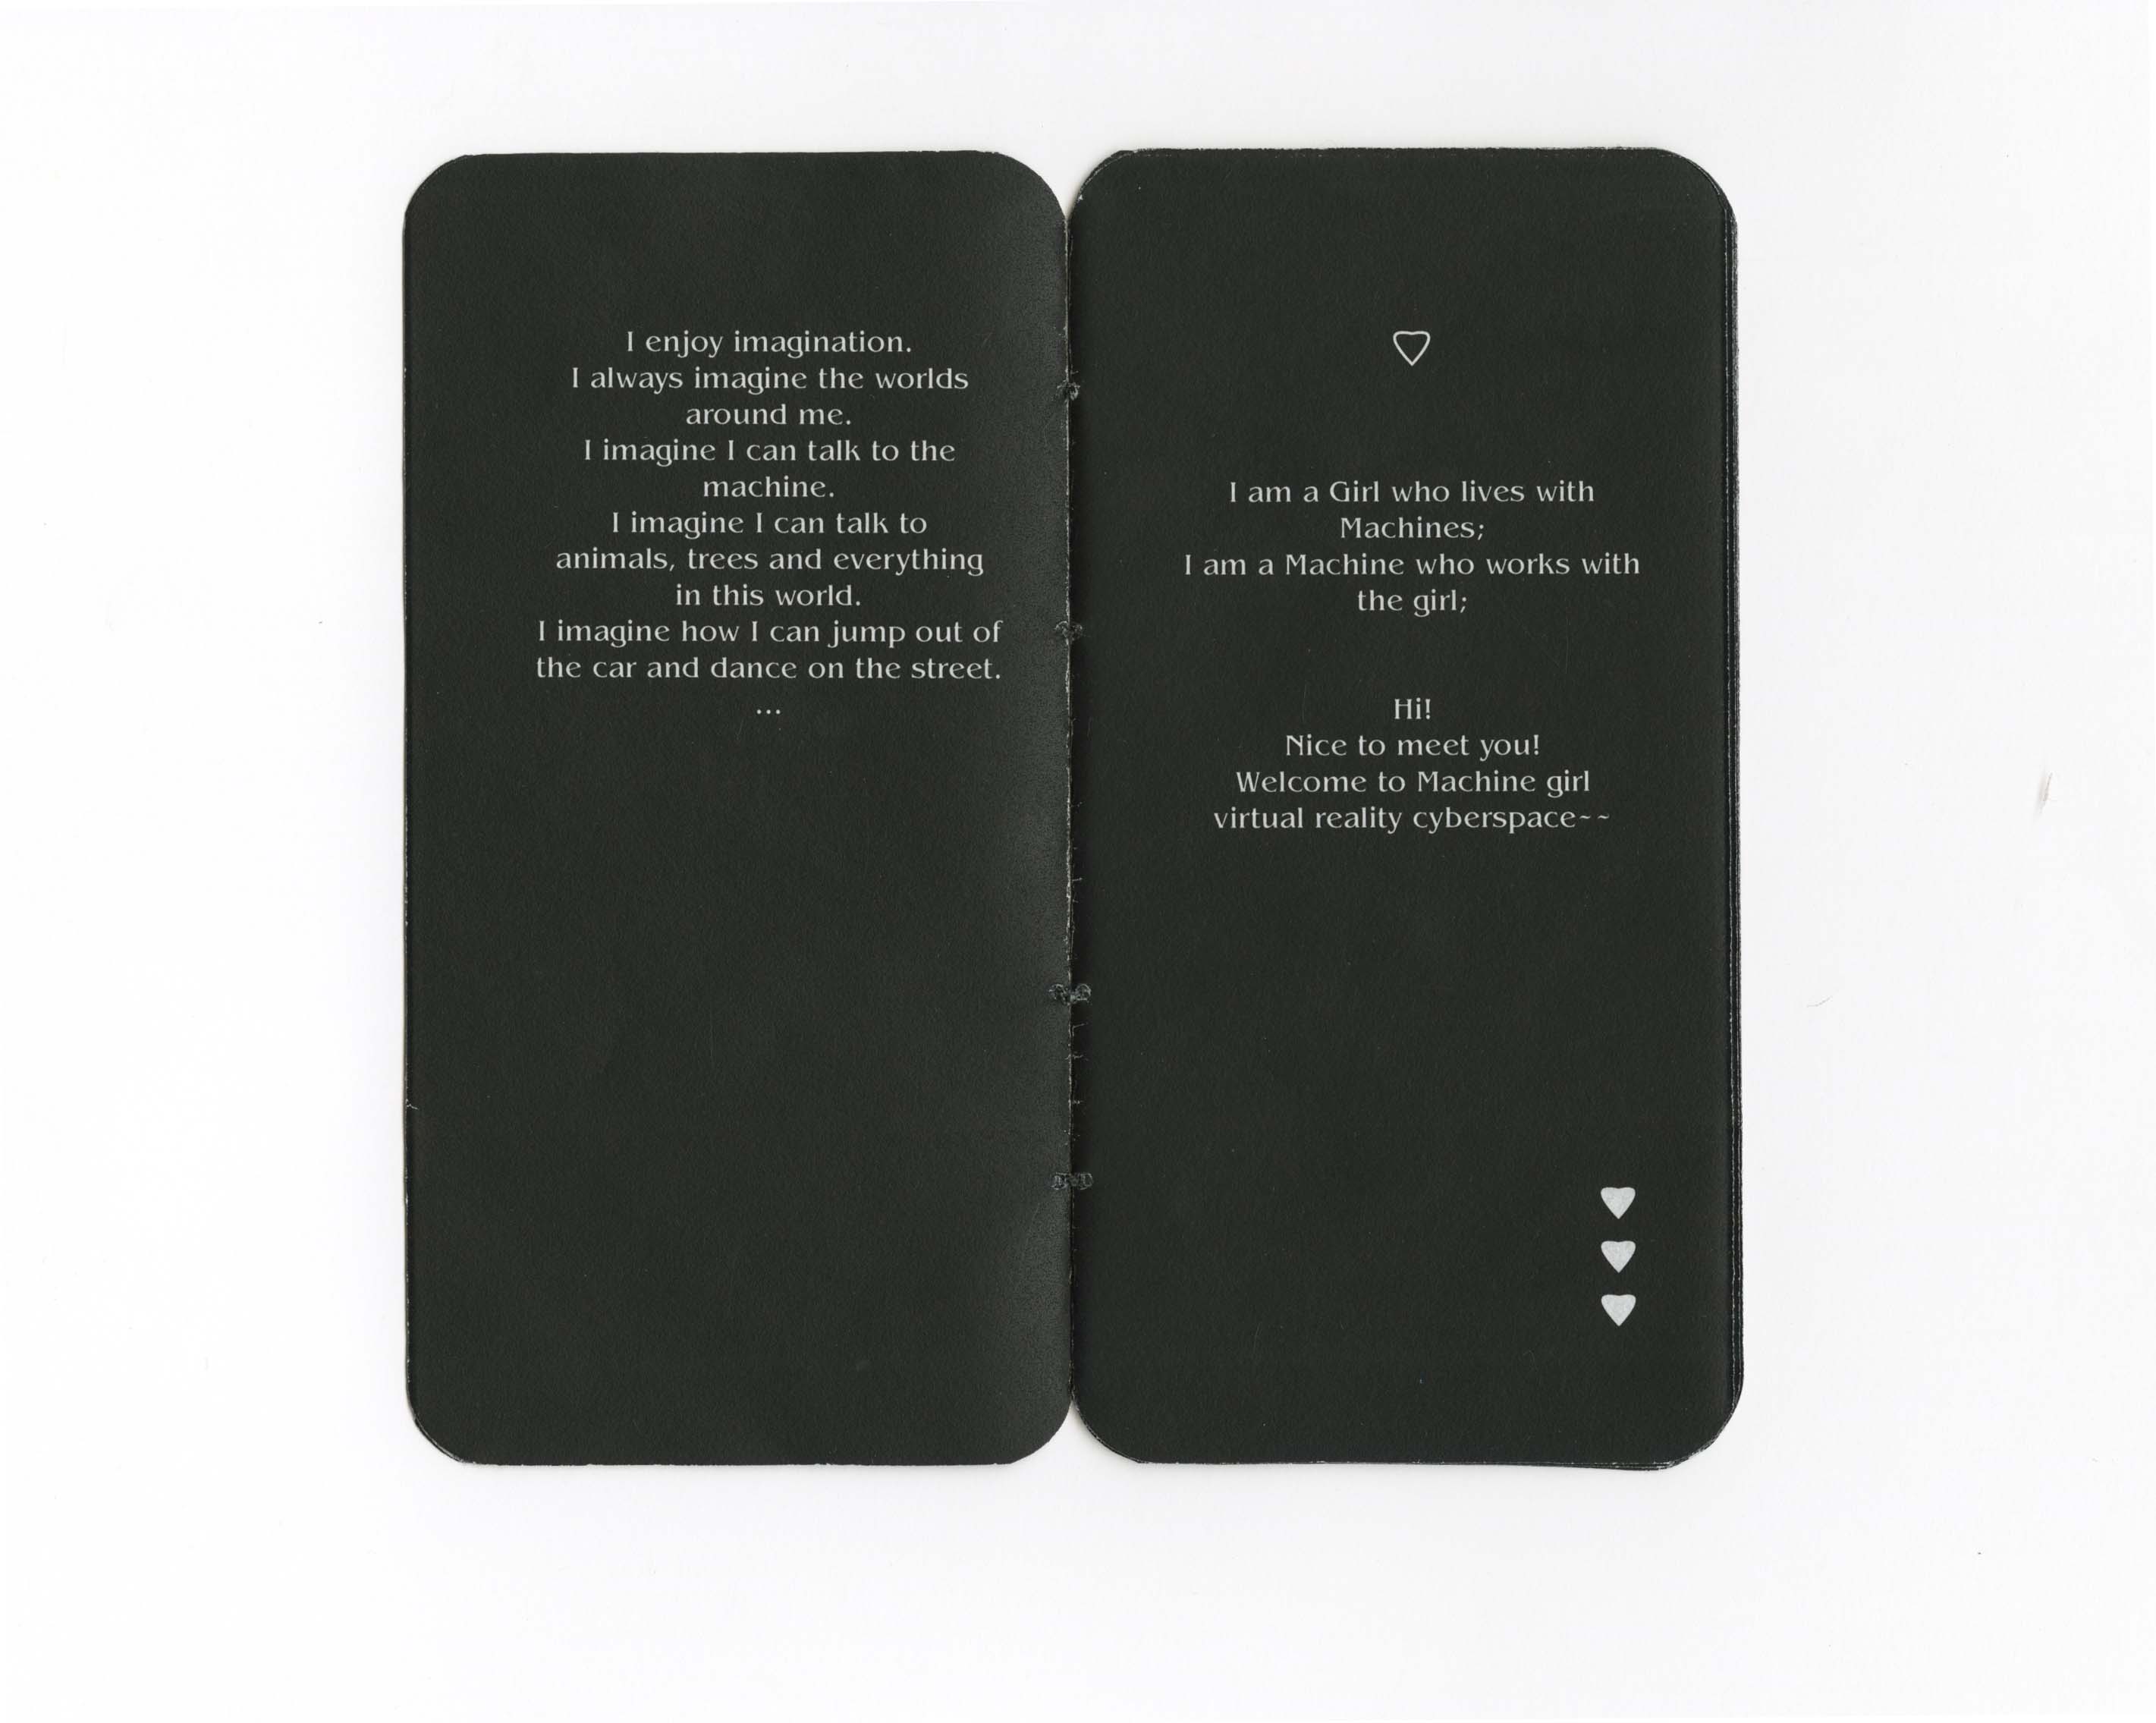 I enjoy imagination.
I always imagine the worlds
around me.
I imagine I can talk to the
machine.
I imagine I can talk to
animals, trees and everything
in this world.
I imagine how I can jump out of
the car and dance on the street.
...
I am a Girl who lives with
Machines;
I am a Machine who works with
the girl;
Hi!
Nice to meet you!
Welcome to Machine girl
virtual reality cyberspace~~